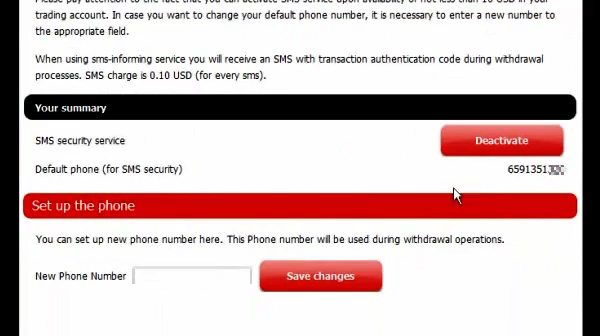 Please pay attention to the fact that you can activate SMS service upon availability of not less than 10 USD in your
trading account. In case you want to change your default phone number, it is necessary to enter a new number to
the appropriate field.
When using sms-informing service you will receive an SMS with transaction authentication code during withdrawal
processes. SMS charge is 0.10 USD (for every sms).
Your summary
SMS security service
Deactivate
Default phone (for SMS security)
6591351
Set up the phone
You can set up new phone number here. This Phone number will be used during withdrawal operations.
New Phone Number
Save changes